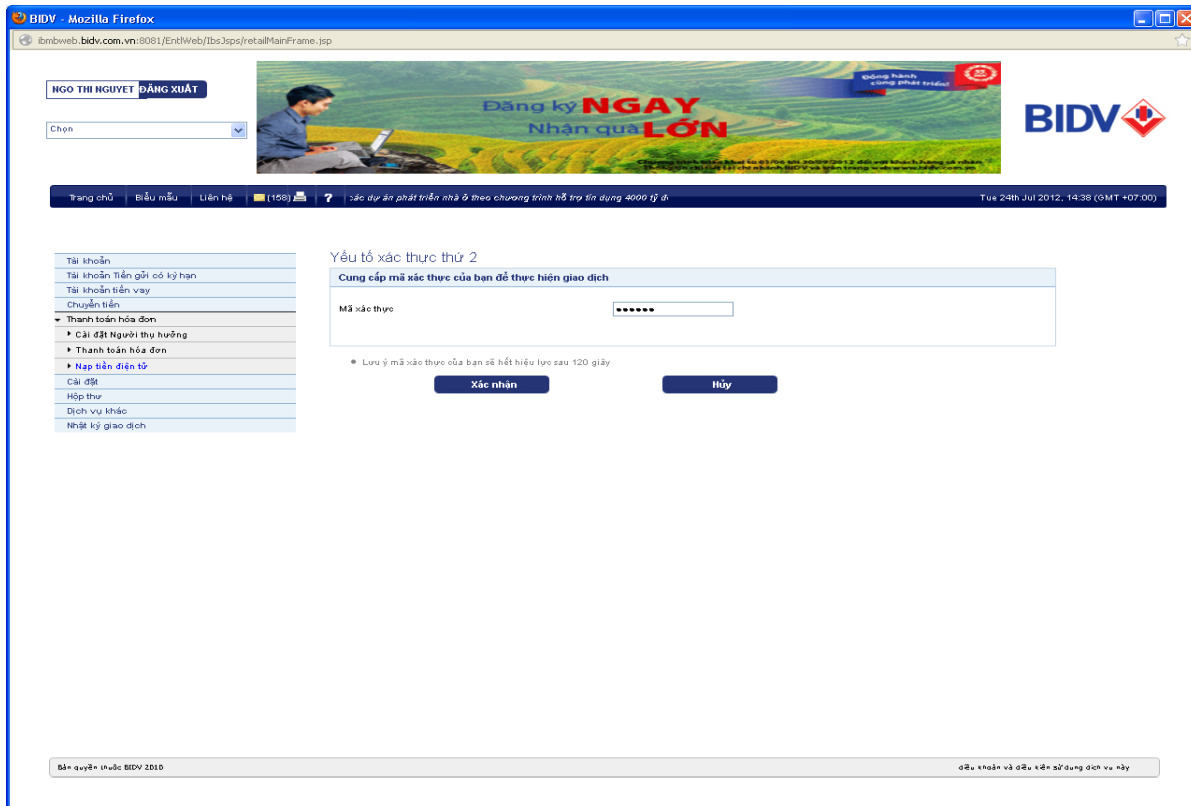 BIDV - Mozilla Firefox
ibmbweb.bidv.com.vn:8081/EntlWeb/IbsJsps/retailMainFrame.jsp
NGO THI NGUYET ĐĂNG XUẤT
Chọn
Đồng hành
cùng phát triển!
Đăng ký NGAY
Nhận quà LỚN
BIDV
Trang chủ Biểu mẫu Liên hệ (158) ? các dự án phát triển nhà ở theo chương trình hỗ trợ tín dụng 4000 tỷ đ
Tue 24th Jul 2012, 14:38 (GMT +07:00)
Tài khoản
Tài khoản Tiền gửi có kỳ hạn
Tài khoản tiền vay
Chuyển tiền
Thanh toán hóa đơn
Cài đặt Người thụ hưởng
Thanh toán hóa đơn
Nạp tiền điện tử
Cài đặt
Hộp thư
Dịch vụ khác
Nhật ký giao dịch
Yếu tố xác thực thứ 2
Cung cấp mã xác thực của bạn để thực hiện giao dịch
Mã xác thực ••••••
Lưu ý mã xác thực của bạn sẽ hết hiệu lực sau 120 giây
Xác nhận Hủy
Bản quyền thuộc BIDV 2010
điều khoản và điều kiện sử dụng dịch vụ này